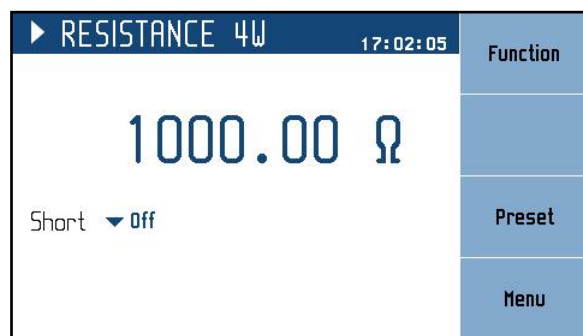 RESISTANCE 4W 17:02:05
Function
1000.00 Ω
Short Off
Preset
Menu